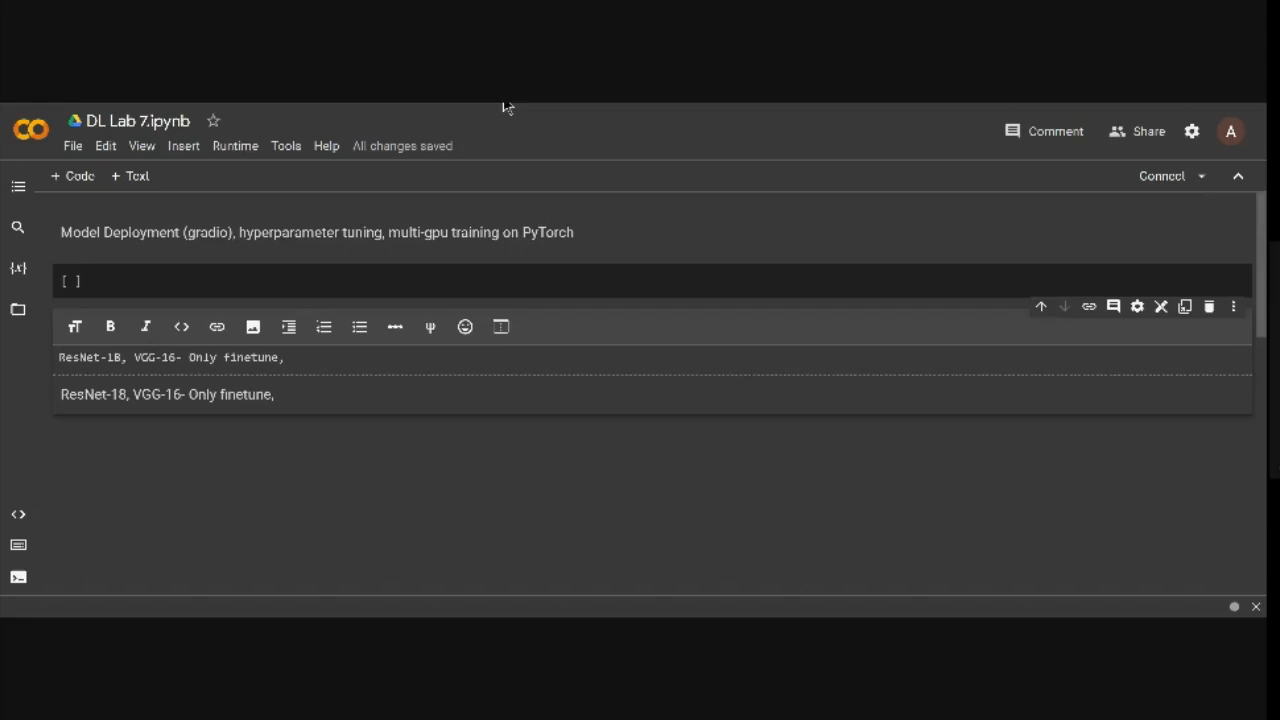 DL Lab 7.ipynb
File Edit View Insert Runtime Tools Help All changes saved
Comment Share A
+ Code + Text
Connect
Model Deployment (gradio), hyperparameter tuning, multi-gpu training on PyTorch
[ ]
ResNet-18, VGG-16- Only finetune,
ResNet-18, VGG-16- Only finetune,